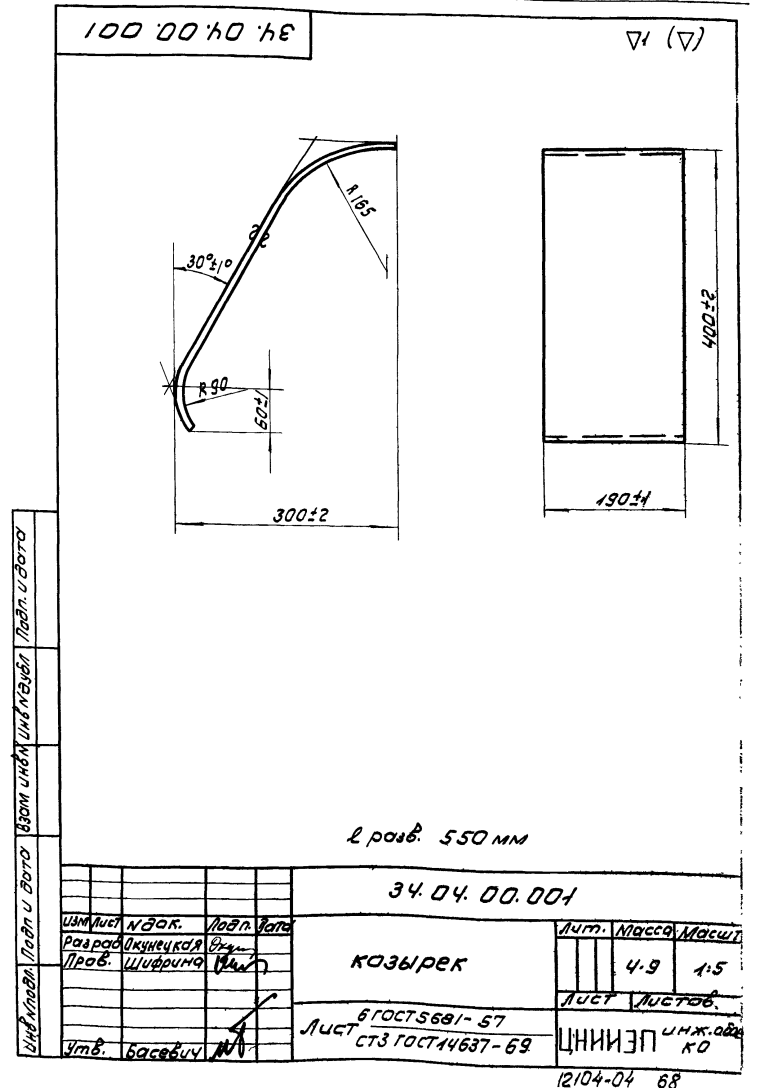 34. 04. 00. 001
▽1 (▽)
R 165
30°±1°
R 90
60±1
300±2
400±2
190±1
Подп. и дата
Инв № дубл
Взам инв №
Подп и дата
Инв № подл.
ℓ разв. 550 мм
34. 04. 00. 001
Изм Лист № док. Подп. Дата
Разраб Окунецкая
Пров. Шифрина
Утв. Басевич
козырек
Лит. Масса Масшт
4.9 1:5
Лист Листов.
Лист 6 ГОСТ 5681-57
СТ3 ГОСТ 14637-69
ЦНИИЭП инж.
12104-04 68